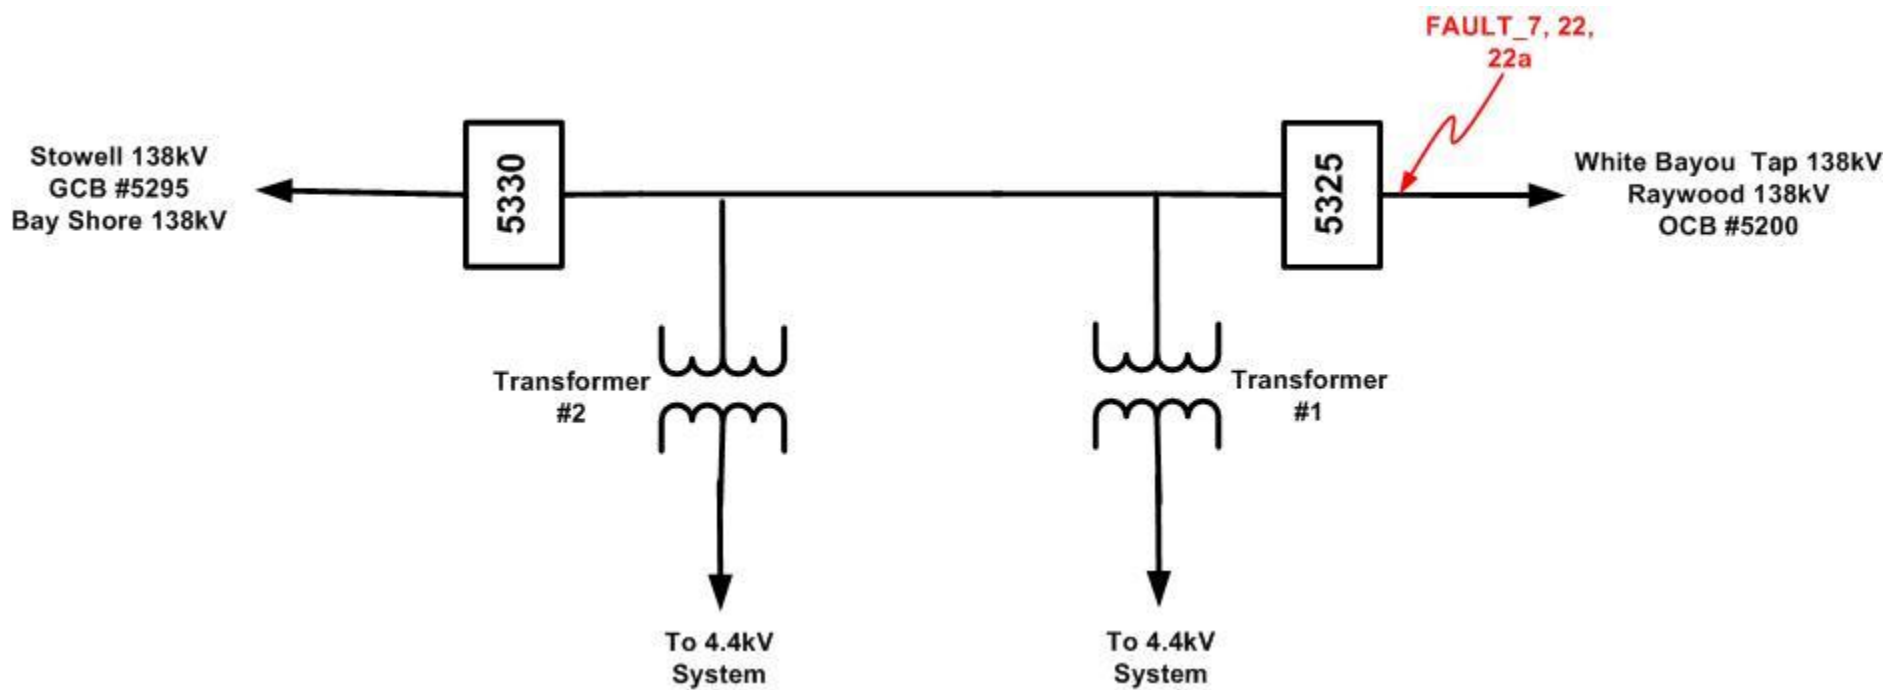 FAULT_7, 22,
22a
Stowell 138kV
GCB #5295
Bay Shore 138kV
5330
5325
White Bayou Tap 138kV
Raywood 138kV
OCB #5200
Transformer
#2
Transformer
#1
To 4.4kV
System
To 4.4kV
System